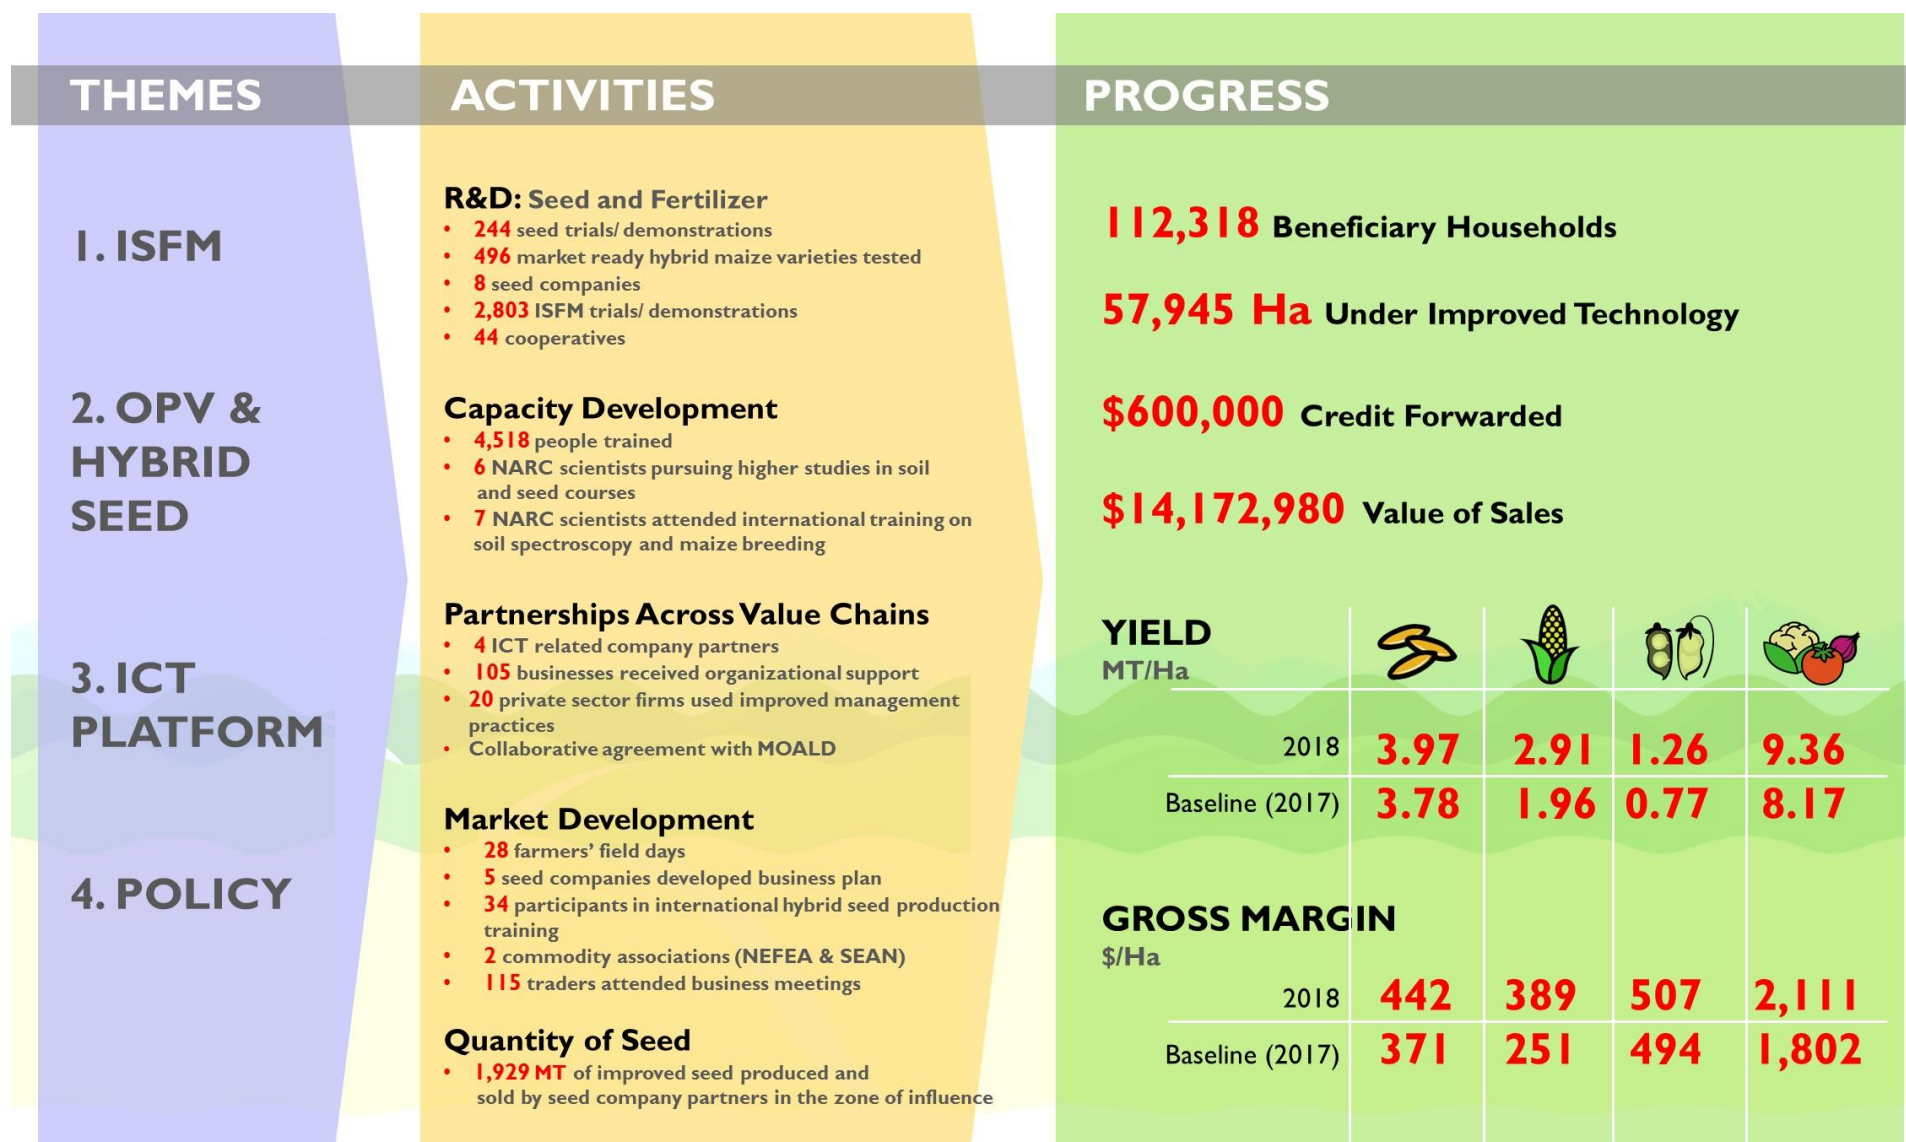 THEMES
ACTIVITIES
PROGRESS
1. ISFM
2. OPV &
HYBRID
SEED
3. ICT
PLATFORM
4. POLICY
R&D: Seed and Fertilizer
• 244 seed trials/ demonstrations
• 496 market ready hybrid maize varieties tested
• 8 seed companies
• 2,803 ISFM trials/ demonstrations
• 44 cooperatives
Capacity Development
• 4,518 people trained
• 6 NARC scientists pursuing higher studies in soil
and seed courses
• 7 NARC scientists attended international training on
soil spectroscopy and maize breeding
Partnerships Across Value Chains
• 4 ICT related company partners
• 105 businesses received organizational support
• 20 private sector firms used improved management
practices
• Collaborative agreement with MOALD
Market Development
• 28 farmers’ field days
• 5 seed companies developed business plan
• 34 participants in international hybrid seed production
training
• 2 commodity associations (NEFEA & SEAN)
• 115 traders attended business meetings
Quantity of Seed
• 1,929 MT of improved seed produced and
sold by seed company partners in the zone of influence
112,318 Beneficiary Households
57,945 Ha Under Improved Technology
$600,000 Credit Forwarded
$14,172,980 Value of Sales
YIELD
MT/Ha
2018 3.97 2.91 1.26 9.36
Baseline (2017) 3.78 1.96 0.77 8.17
GROSS MARGIN
$/Ha
2018 442 389 507 2,111
Baseline (2017) 371 251 494 1,802